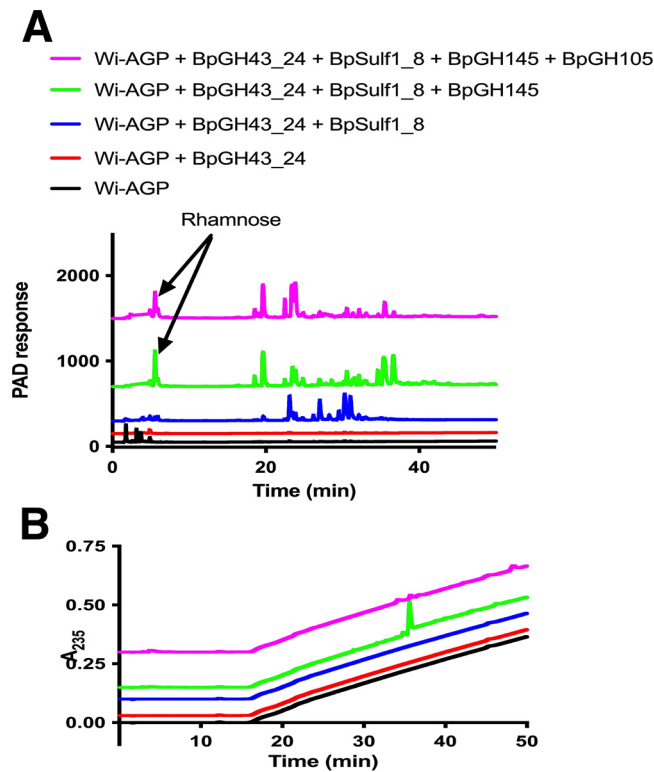 A
Wi-AGP + BpGH43_24 + BpSulf1_8 + BpGH145 + BpGH105
Wi-AGP + BpGH43_24 + BpSulf1_8 + BpGH145
Wi-AGP + BpGH43_24 + BpSulf1_8
Wi-AGP + BpGH43_24
Wi-AGP
Rhamnose
PAD response
2000
1000
0
0 20 40
Time (min)
B
A235
0.75
0.50
0.25
0.00
10 20 30 40 50
Time (min)